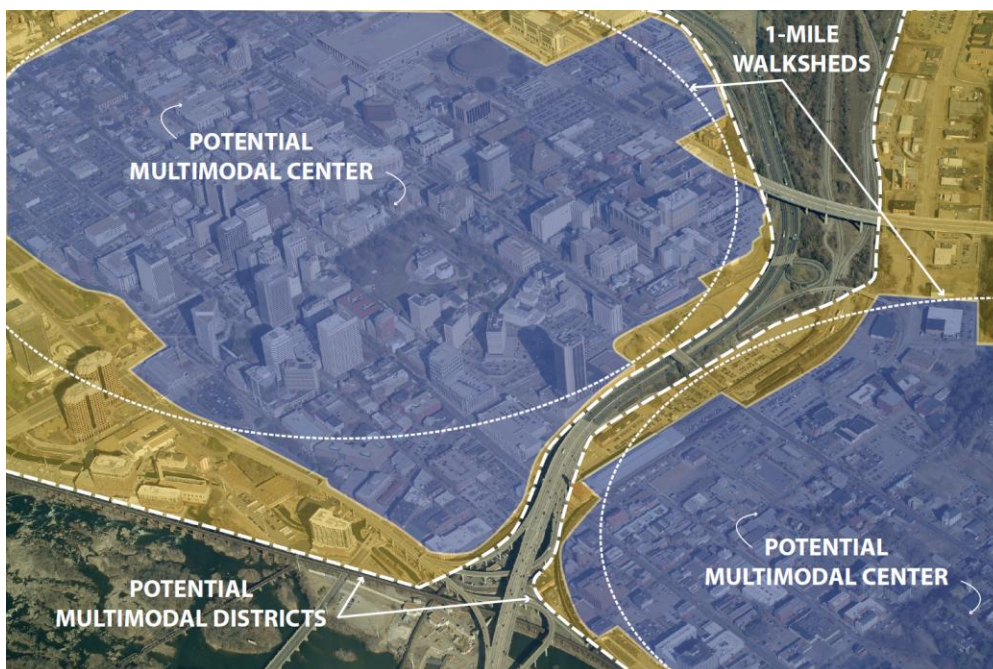 1-MILE
WALKSHEDS
POTENTIAL
MULTIMODAL CENTER
POTENTIAL
MULTIMODAL CENTER
POTENTIAL
MULTIMODAL DISTRICTS